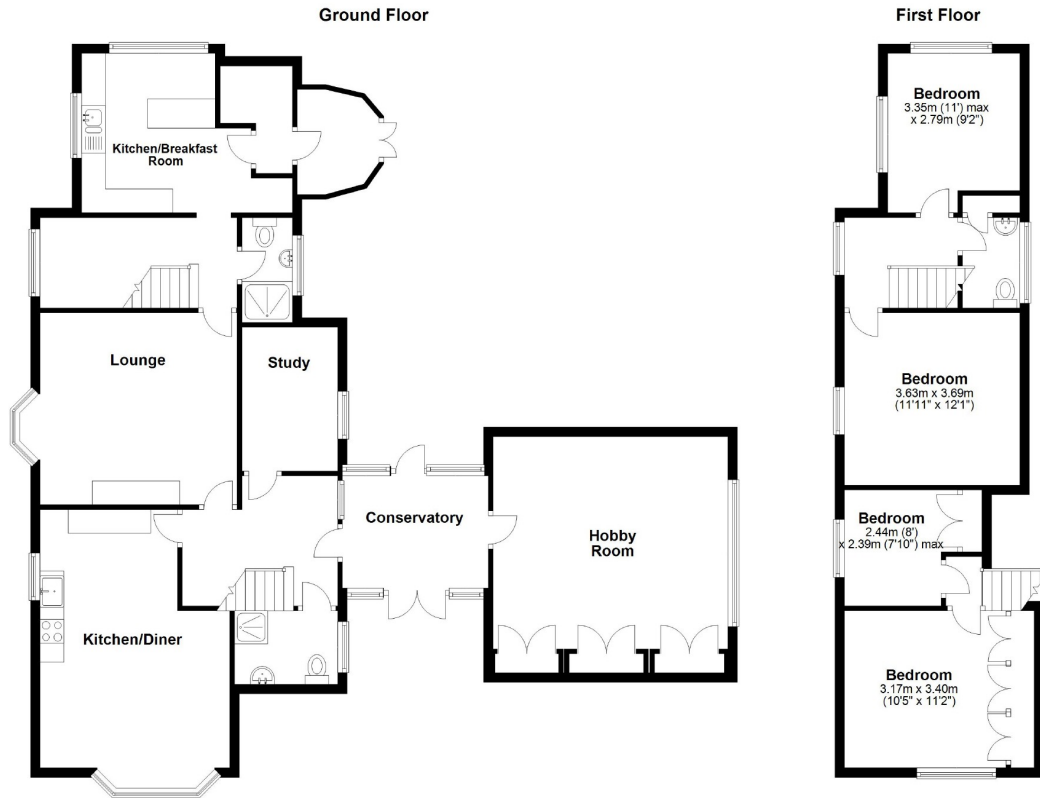 Ground Floor
First Floor
Kitchen/Breakfast
Room
Lounge
Study
Conservatory
Hobby
Room
Kitchen/Diner
Bedroom
3.35m (11') max
x 2.79m (9'2")
Bedroom
3.63m x 3.69m
(11'11" x 12'1")
Bedroom
2.44m (8')
x 2.39m (7'10") max
Bedroom
3.17m x 3.40m
(10'5" x 11'2")